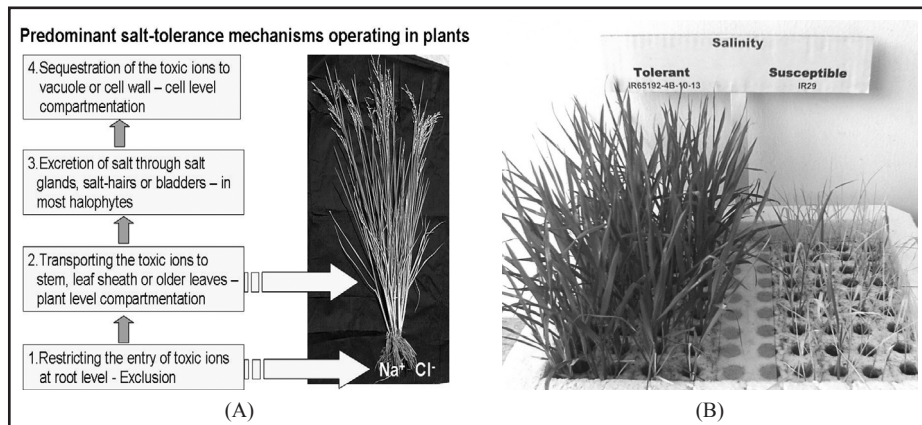 Predominant salt-tolerance mechanisms operating in plants
4.Sequestration of the toxic ions to
vacuole or cell wall – cell level
compartmentation
3.Excretion of salt through salt
glands, salt-hairs or bladders – in
most halophytes
2.Transporting the toxic ions to
stem, leaf sheath or older leaves –
plant level compartmentation
1.Restricting the entry of toxic ions
at root level - Exclusion
Na+ Cl-
(A)
Salinity
Tolerant
IR65192-4B-10-13
Susceptible
IR29
(B)